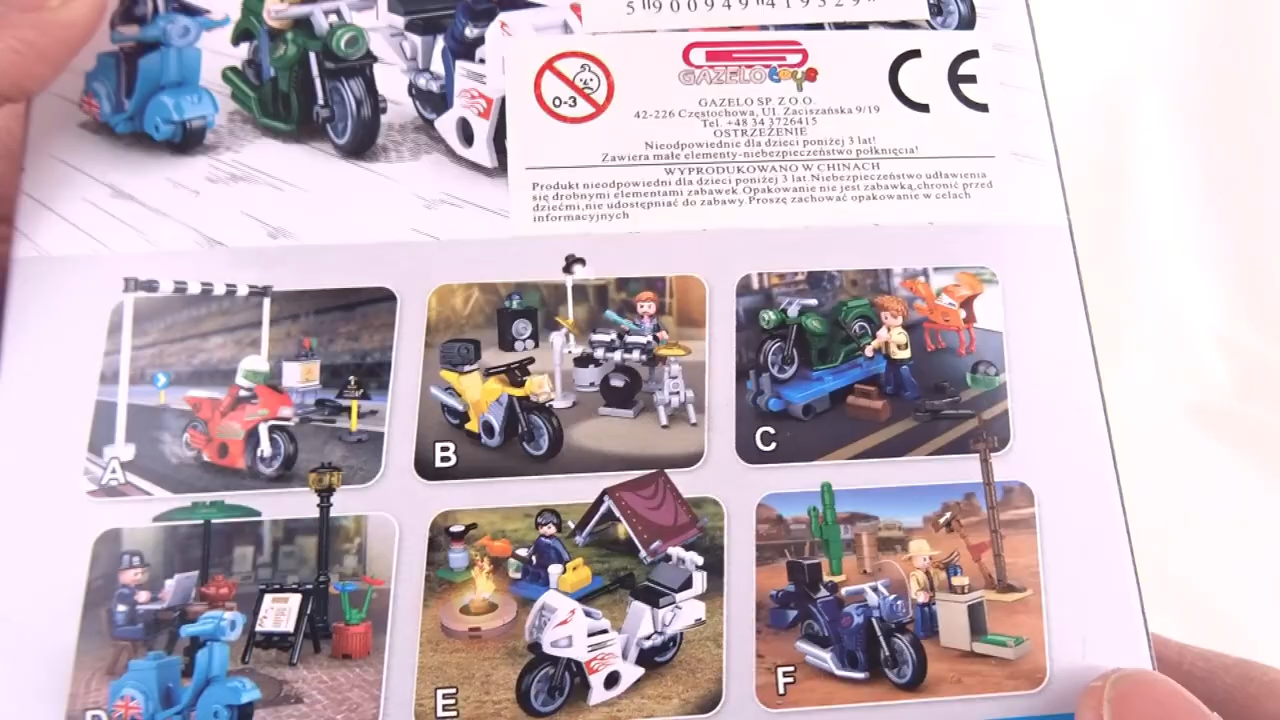 5 900949 419329
0-3
GAZELO toys
CE
GAZELO SP. Z O.O.
42-226 Częstochowa, Ul. Zaciszańska 9/19
Tel. +48 34 3726415
OSTRZEŻENIE
Nieodpowiednie dla dzieci poniżej 3 lat!
Zawiera małe elementy-niebezpieczeństwo połknięcia!
WYPRODUKOWANO W CHINACH
Produkt nieodpowiedni dla dzieci poniżej 3 lat.Niebezpieczeństwo udławienia
się drobnymi elementami zabawek.Opakowanie nie jest zabawką,chronić przed
dziećmi,nie udostępniać do zabawy.Proszę zachować opakowanie w celach
informacyjnych
A
B
C
D
E
F